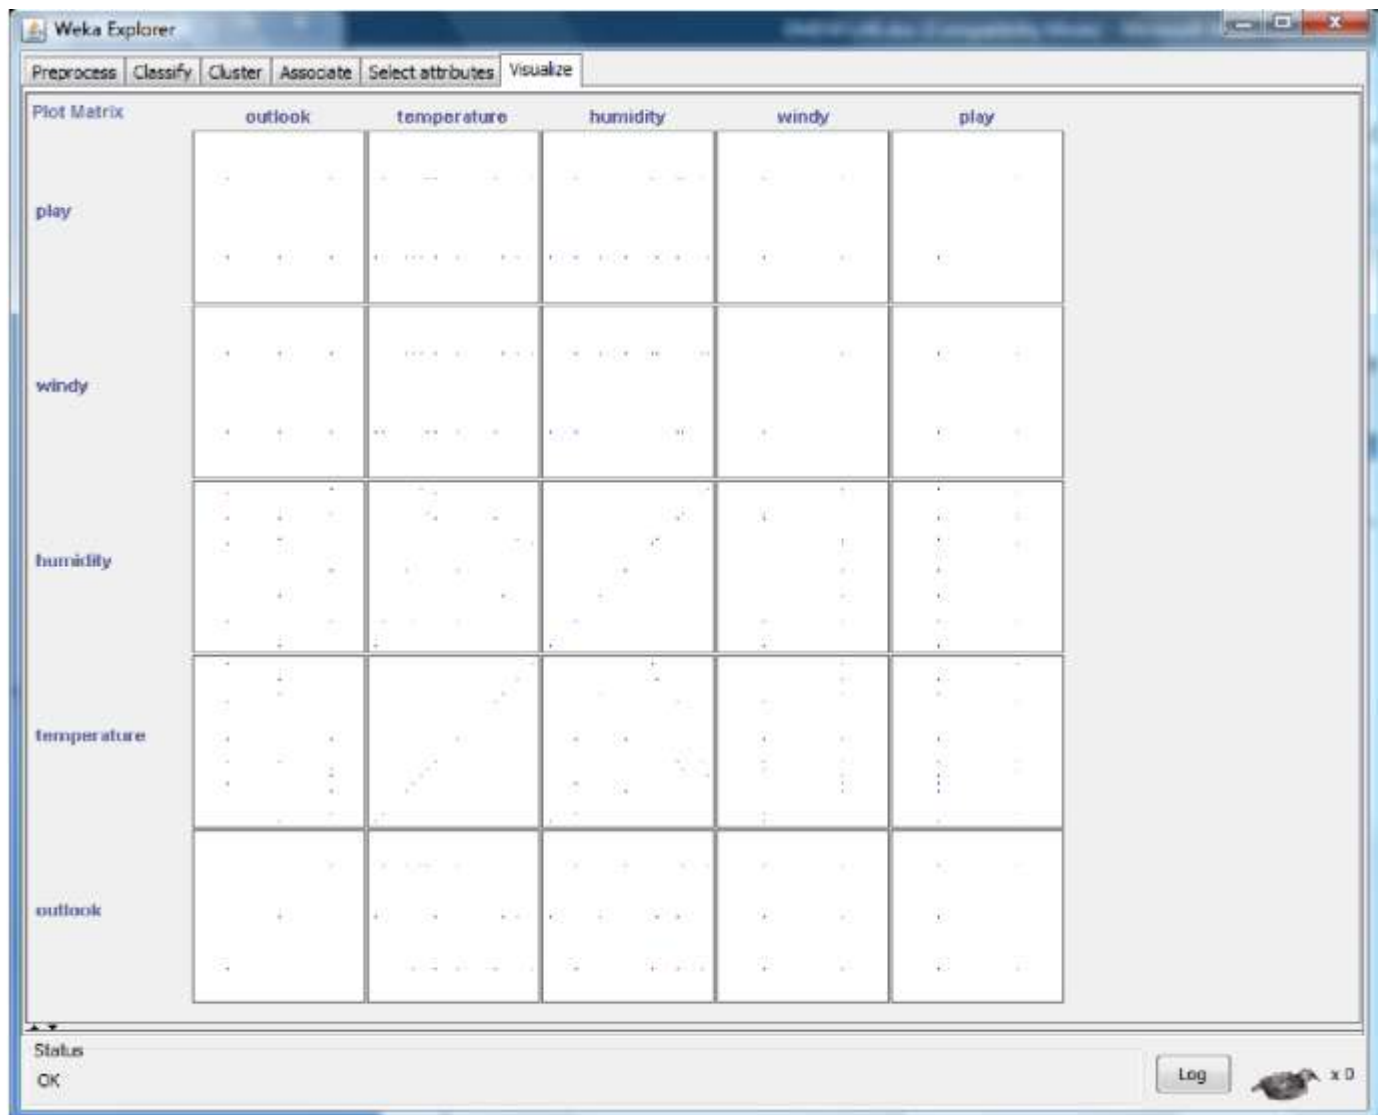 Weka Explorer
Preprocess Classify Cluster Associate Select attributes Visualize
Plot Matrix outlook temperature humidity windy play
play
windy
humidity
temperature
outlook
Status
OK
Log x 0